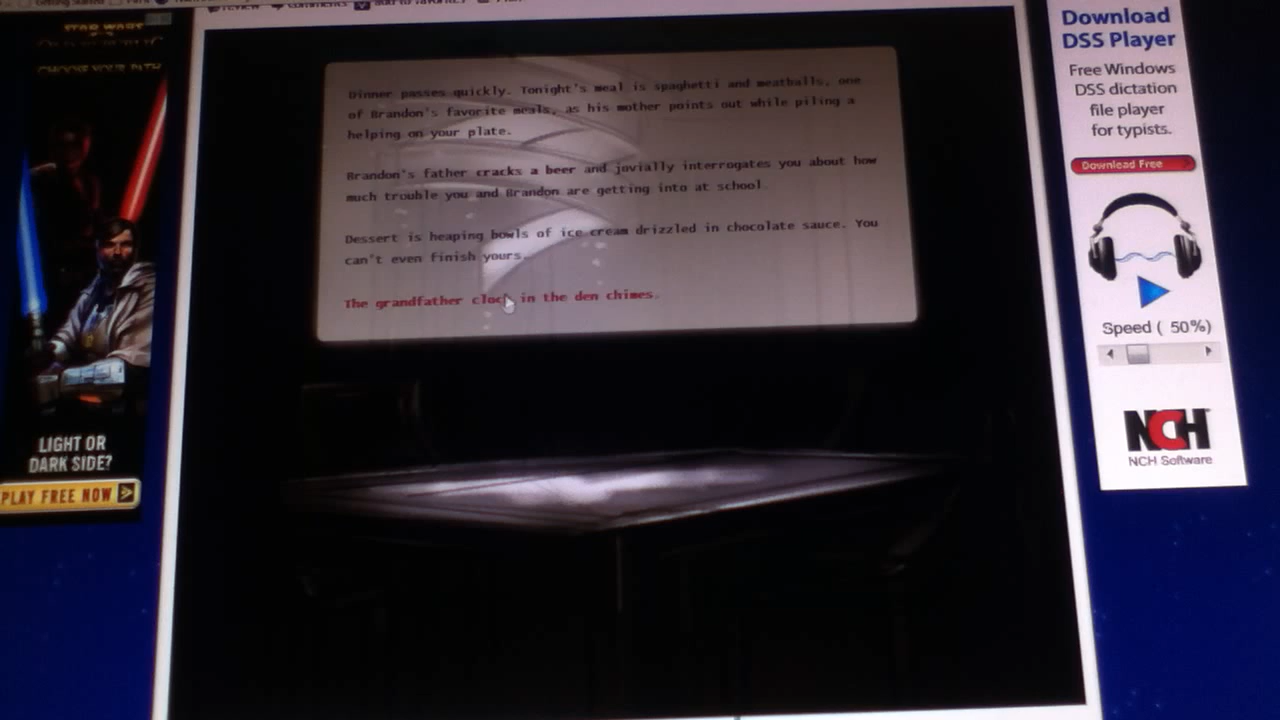 STAR WARS
CHOOSE YOUR PATH
LIGHT OR
DARK SIDE?
PLAY FREE NOW
Dinner passes quickly. Tonight's meal is spaghetti and meatballs, one
of Brandon's favorite meals, as his mother points out while piling a
helping on your plate.
Brandon's father cracks a beer and jovially interrogates you about how
much trouble you and Brandon are getting into at school.
Dessert is heaping bowls of ice cream drizzled in chocolate sauce. You
can't even finish yours.
The grandfather clock in the den chimes.
Download
DSS Player
Free Windows
DSS dictation
file player
for typists.
Download Free
Speed ( 50%)
NCH
NCH Software